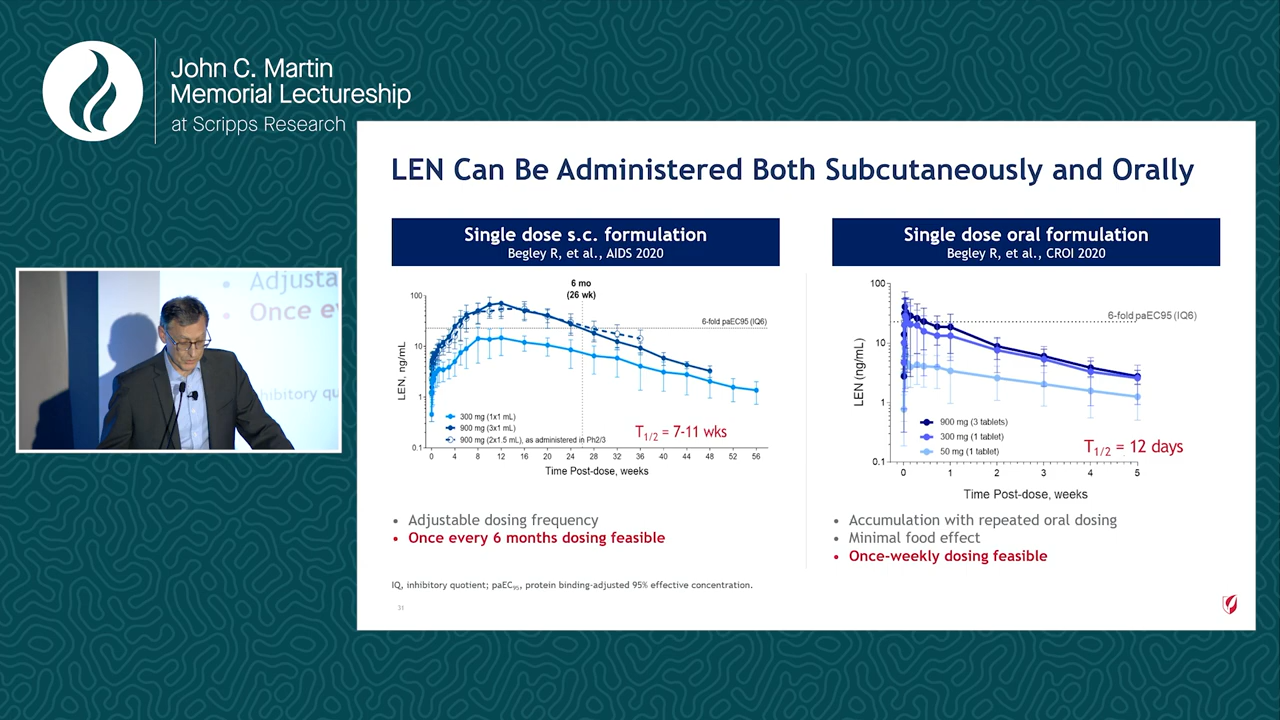 John C. Martin
Memorial Lectureship
at Scripps Research
LEN Can Be Administered Both Subcutaneously and Orally
Single dose s.c. formulation
Begley R, et al., AIDS 2020
6 mo
(26 wk)
100
10
1
0.1
LEN, ng/mL
6-fold paEC95 (IQ6)
300 mg (1x1 mL)
900 mg (3x1 mL)
900 mg (2x1.5 mL), as administered in Ph2/3
T1/2 = 7-11 wks
0 4 8 12 16 20 24 28 32 36 40 44 48 52 56
Time Post-dose, weeks
Adjustable dosing frequency
Once every 6 months dosing feasible
Single dose oral formulation
Begley R, et al., CROI 2020
100
10
1
0.1
LEN (ng/mL)
6-fold paEC95 (IQ6)
900 mg (3 tablets)
300 mg (1 tablet)
50 mg (1 tablet)
T1/2 = 12 days
0 1 2 3 4 5
Time Post-dose, weeks
Accumulation with repeated oral dosing
Minimal food effect
Once-weekly dosing feasible
IQ, inhibitory quotient; paEC95, protein binding-adjusted 95% effective concentration.
31
Adjusta
Once e
hibitory qu